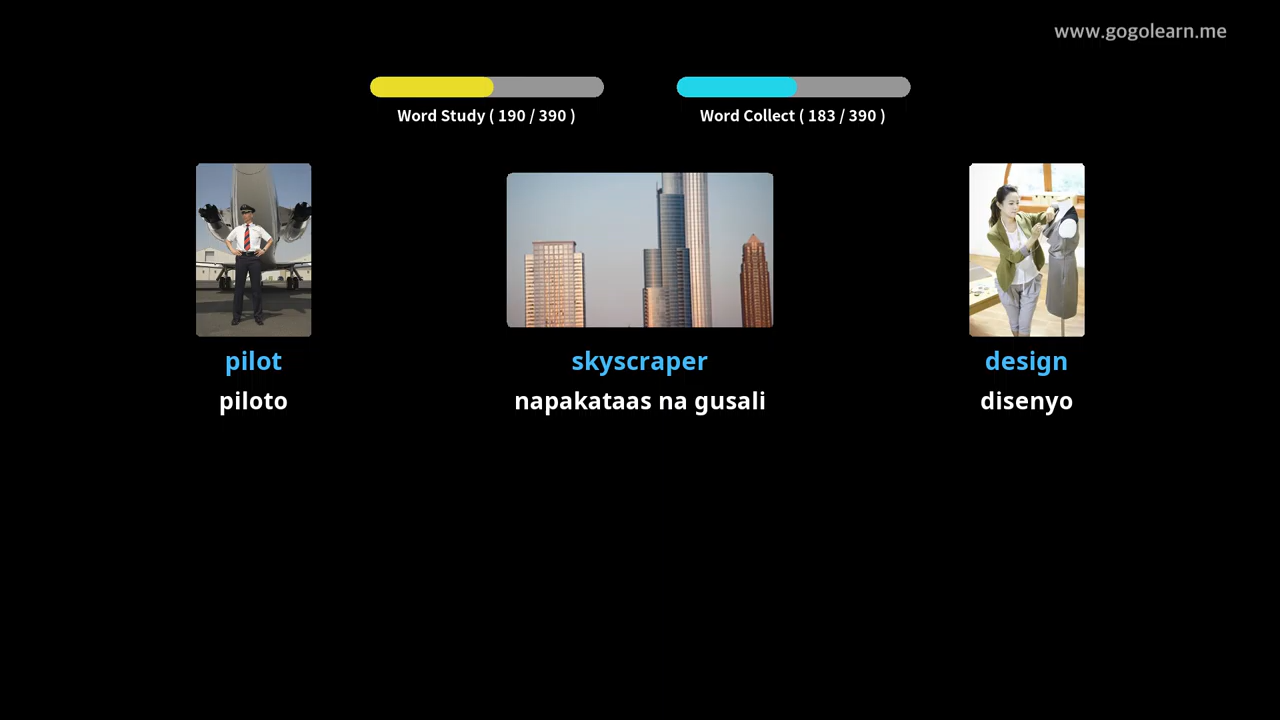 www.gogolearn.me
Word Study ( 190 / 390 )
Word Collect ( 183 / 390 )
pilot
piloto
skyscraper
napakataas na gusali
design
disenyo